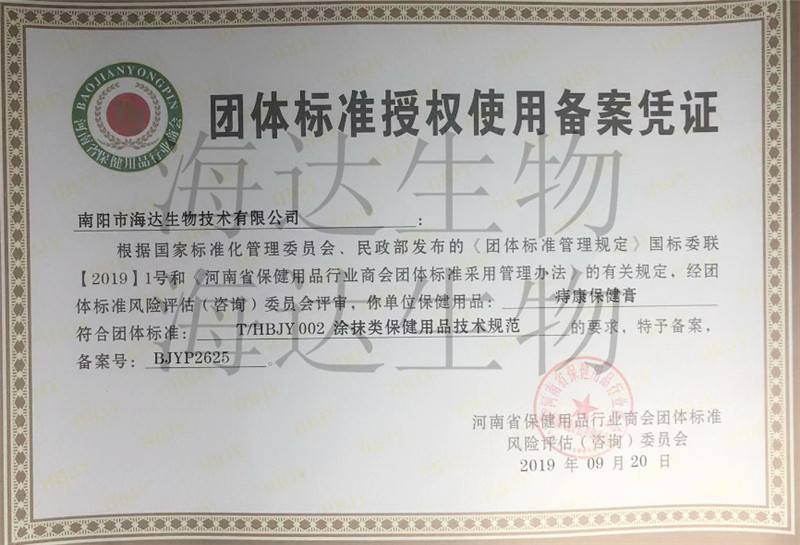 BAOJIANYONGPIN
河南省保健用品行业商会
团体标准授权使用备案凭证
海达生物
南阳市海达生物技术有限公司：
根据国家标准化管理委员会、民政部发布的《团体标准管理规定》国标委联
【2019】1号和《河南省保健用品行业商会团体标准采用管理办法》的有关规定，经团
体标准风险评估（咨询）委员会评审，你单位保健用品： 痔康保健膏
符合团体标准： T/HBJY 002 涂抹类保健用品技术规范 的要求，特予备案，
备案号： BJYP2625 。
海达生物
河南省保健用品行业商会团体标准
风险评估（咨询）委员会
2019 年 09 月 20 日